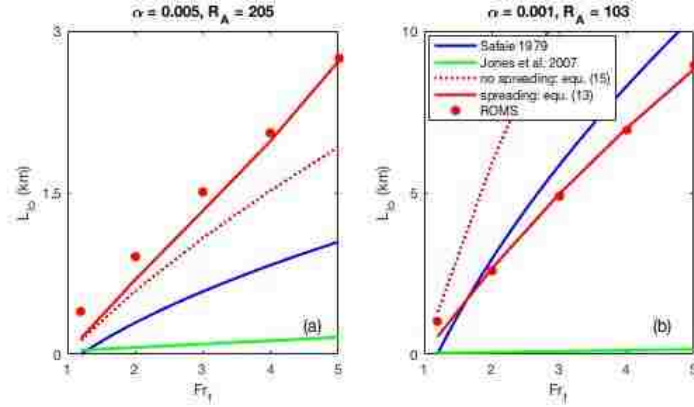 α = 0.005, R_A = 205
3
1.5
0
L_lo (km)
1
2
3
4
5
Fr_f
(a)
α = 0.001, R_A = 103
10
5
0
L_lo (km)
1
2
3
4
5
Fr_f
(b)
Safaie 1979
Jones et al. 2007
no spreading: equ. (15)
spreading: equ. (13)
ROMS